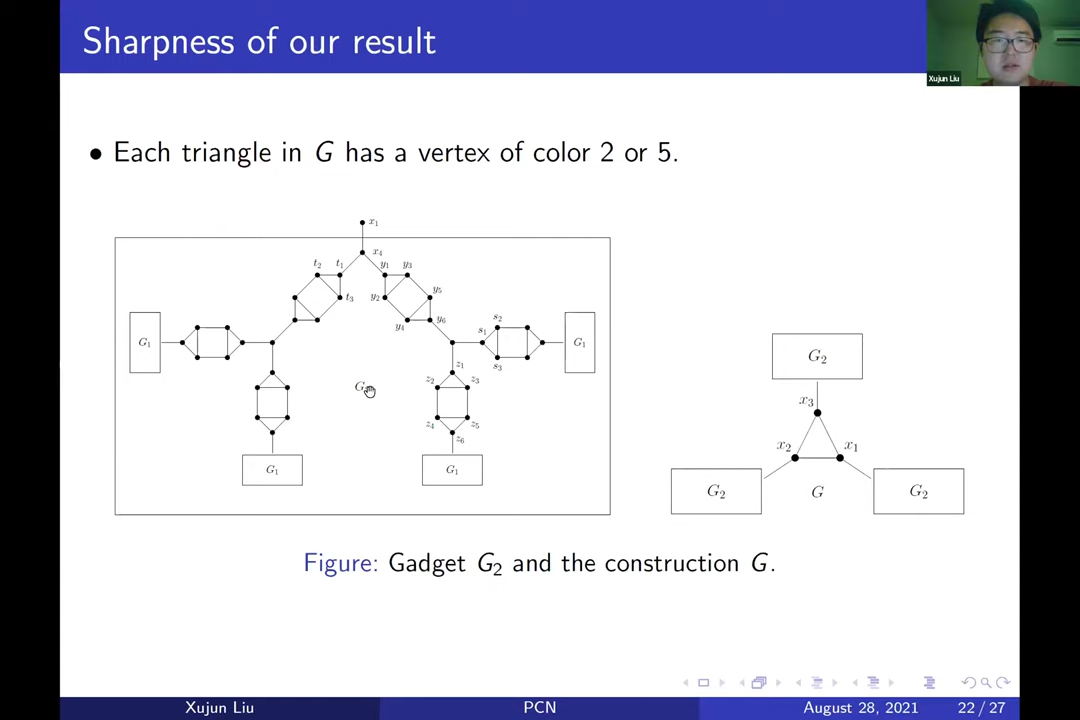 Sharpness of our result
Xujun Liu
• Each triangle in G has a vertex of color 2 or 5.
x₁
x₄
t₂ t₁ y₁ y₃
t₃ y₂ y₅
y₄ y₆
s₂
G₁ s₁ G₁
s₃
z₁
z₂ z₃
G
z₄ z₅
z₆
G₁ G₁
G₂
x₃
x₂ x₁
G₂ G G₂
Figure: Gadget G₂ and the construction G.
Xujun Liu PCN August 28, 2021 22 / 27